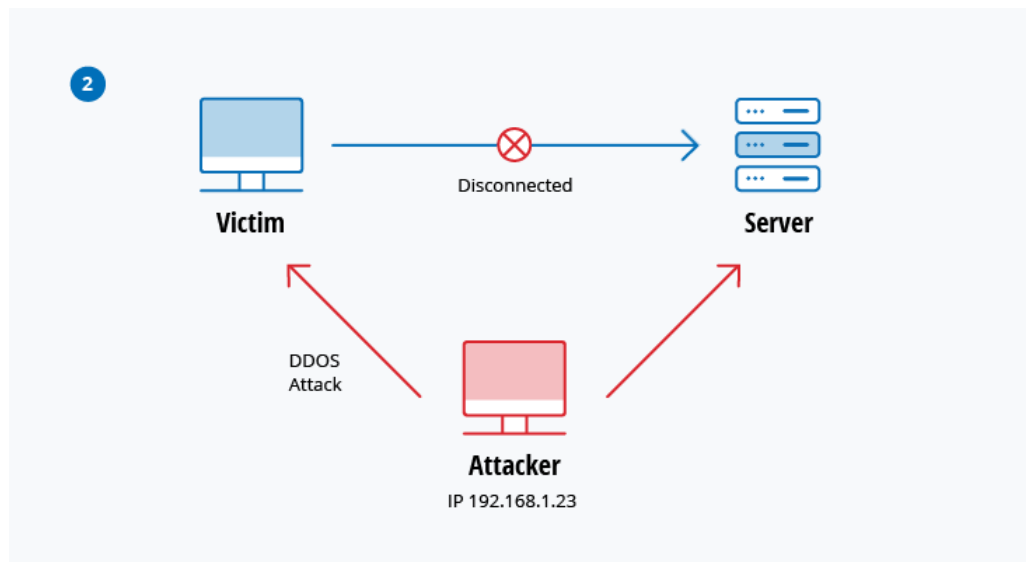 2
Disconnected
Victim
Server
DDOS
Attack
Attacker
IP 192.168.1.23